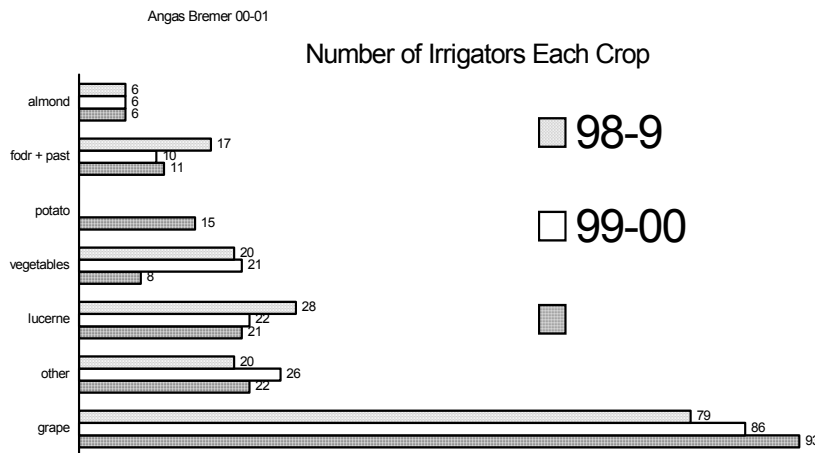 Angas Bremer 00-01
Number of Irrigators Each Crop
almond 6 6 6
fodr + past 17 10 11
potato 15
vegetables 20 21 8
lucerne 28 22 21
other 20 26 22
grape 79 86 93
98-9
99-00